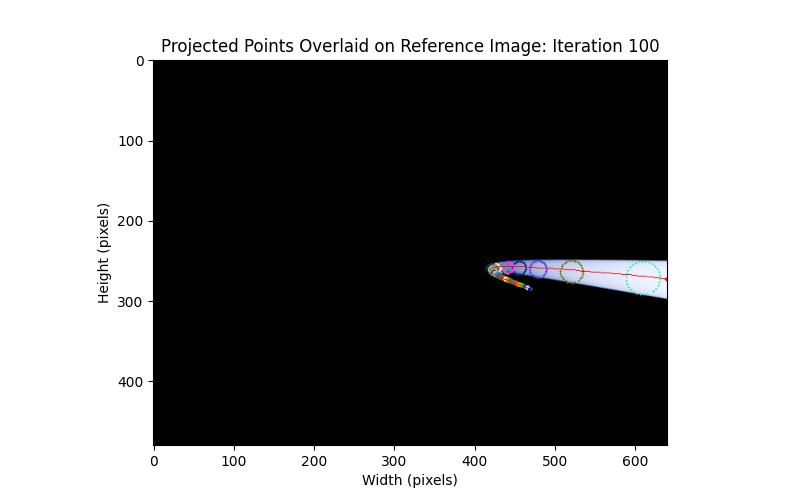 Projected Points Overlaid on Reference Image: Iteration 100
0
100
200
300
400
Height (pixels)
0 100 200 300 400 500 600
Width (pixels)